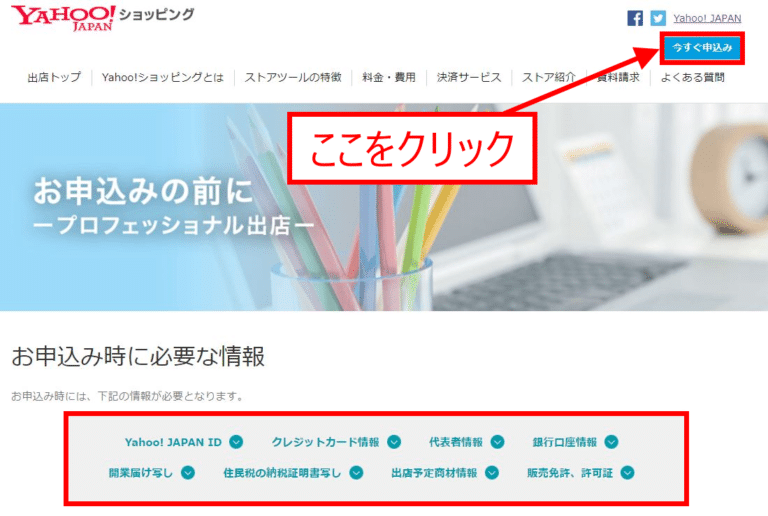 YAHOO! JAPAN ショッピング
Yahoo! JAPAN
今すぐ申込み
出店トップ Yahoo!ショッピングとは ストアツールの特徴 料金・費用 決済サービス ストア紹介 資料請求 よくある質問
ここをクリック
お申込みの前に
ープロフェッショナル出店ー
お申込み時に必要な情報
お申込み時には、下記の情報が必要となります。
Yahoo! JAPAN ID クレジットカード情報 代表者情報 銀行口座情報
開業届け写し 住民税の納税証明書写し 出店予定商材情報 販売免許、許可証